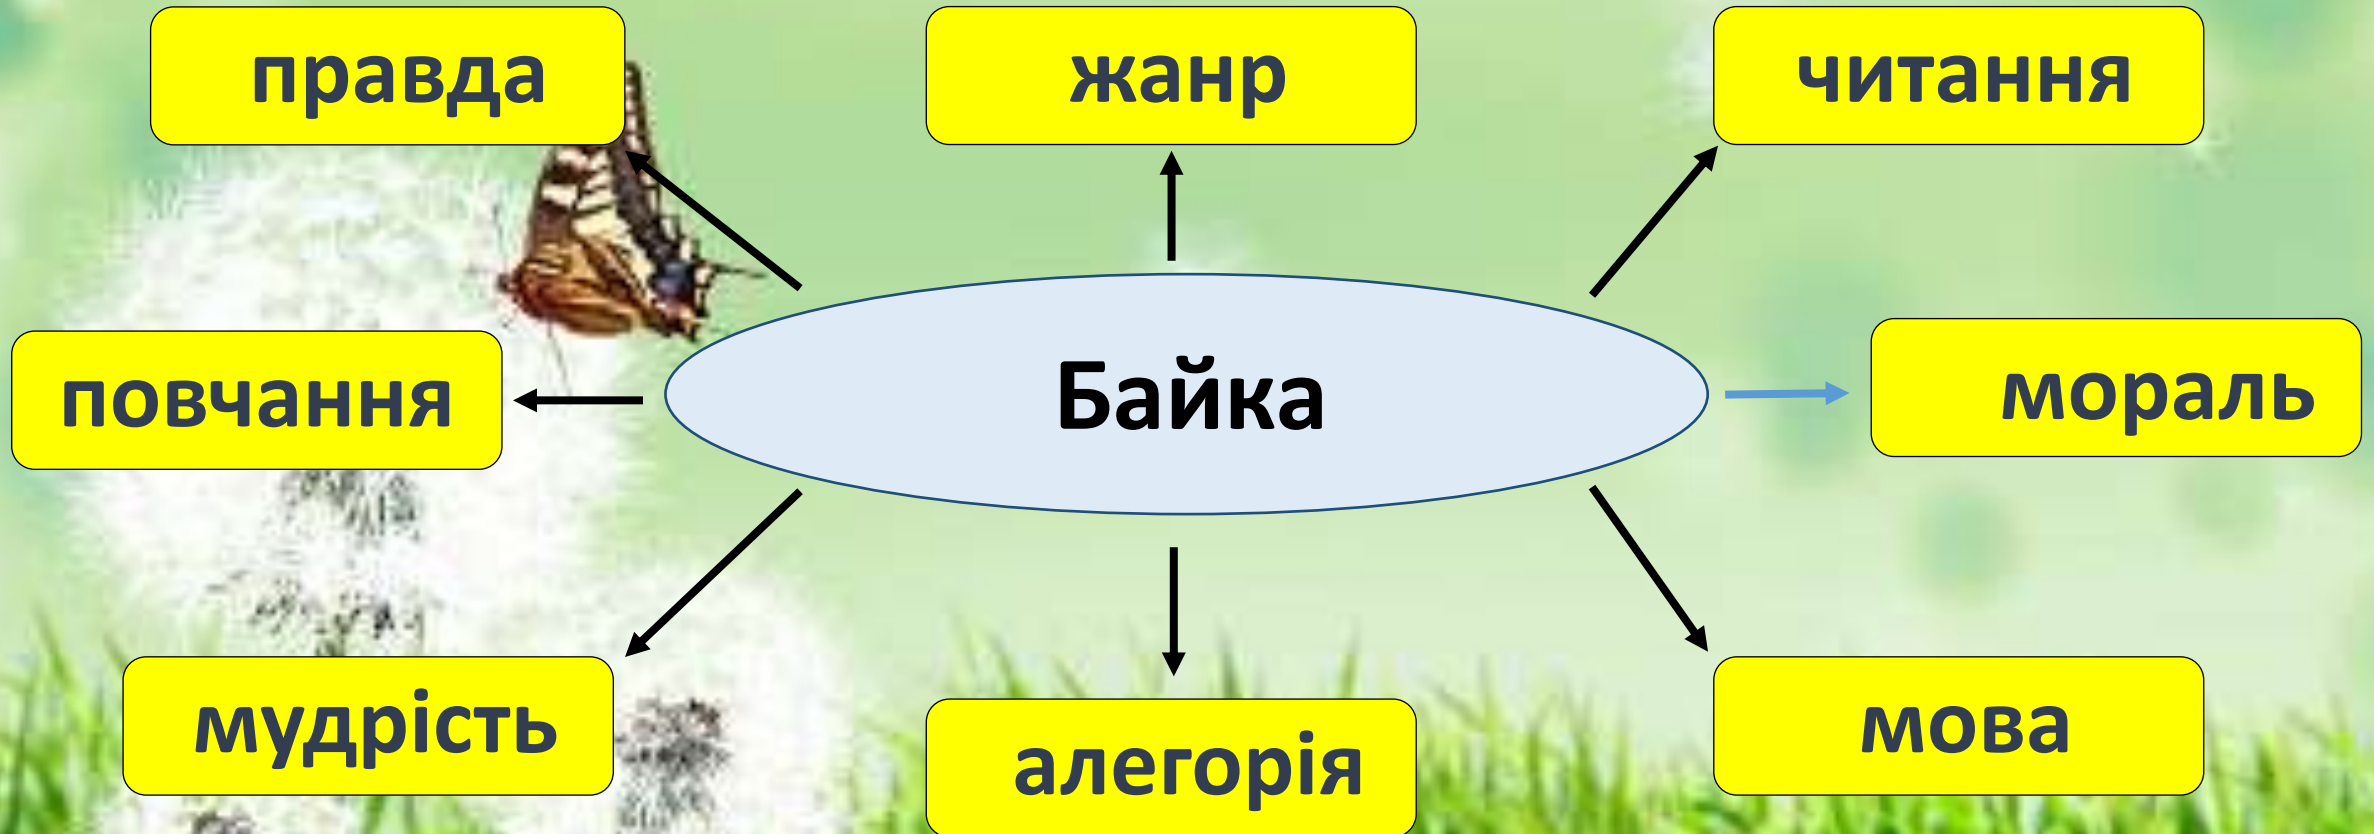 правда
жанр
читання
повчання
Байка
мораль
мудрість
алегорія
мова